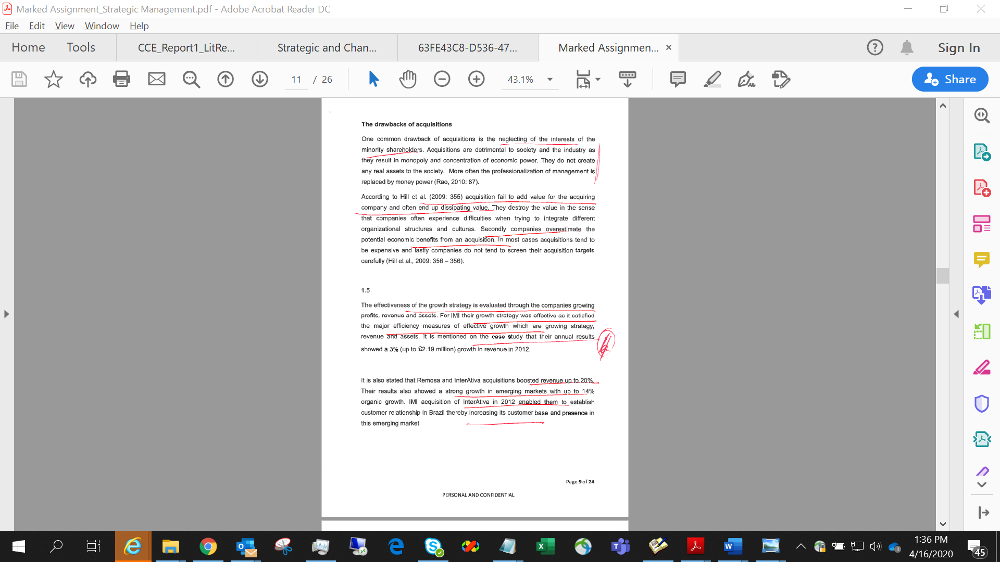 Marked Assignment_Strategic Management.pdf - Adobe Acrobat Reader DC
File Edit View Window Help
Home Tools CCE_Report1_LitRe... Strategic and Chan... 63FE43C8-D536-47... Marked Assignmen... × Sign In
11 / 26 43.1% Share
The drawbacks of acquisitions
One common drawback of acquisitions is the neglecting of the interests of the
minority shareholders. Acquisitions are detrimental to society and the industry as
they result in monopoly and concentration of economic power. They do not create
any real assets to the society. More often the professionalization of management is
replaced by money power (Rao, 2010: 87).
According to Hill et al. (2009: 355) acquisition fail to add value for the acquiring
company and often end up dissipating value. They destroy the value in the sense
that companies often experience difficulties when trying to integrate different
organizational structures and cultures. Secondly companies overestimate the
potential economic benefits from an acquisition. In most cases acquisitions tend to
be expensive and lastly companies do not tend to screen their acquisition targets
carefully (Hill et al., 2009: 356 – 356).
1.5
The effectiveness of the growth strategy is evaluated through the companies growing
profits, revenue and assets. For IMI their growth strategy was effective as it satisfied
the major efficiency measures of effective growth which are growing strategy,
revenue and assets. It is mentioned on the case study that their annual results
showed a 3% (up to £2.19 million) growth in revenue in 2012.
It is also stated that Remosa and InterAtiva acquisitions boosted revenue up to 20%.
Their results also showed a strong growth in emerging markets with up to 14%
organic growth. IMI acquisition of InterAtiva in 2012 enabled them to establish
customer relationship in Brazil thereby increasing its customer base and presence in
this emerging market
Page 9 of 24
PERSONAL AND CONFIDENTIAL
1:36 PM
4/16/2020
45